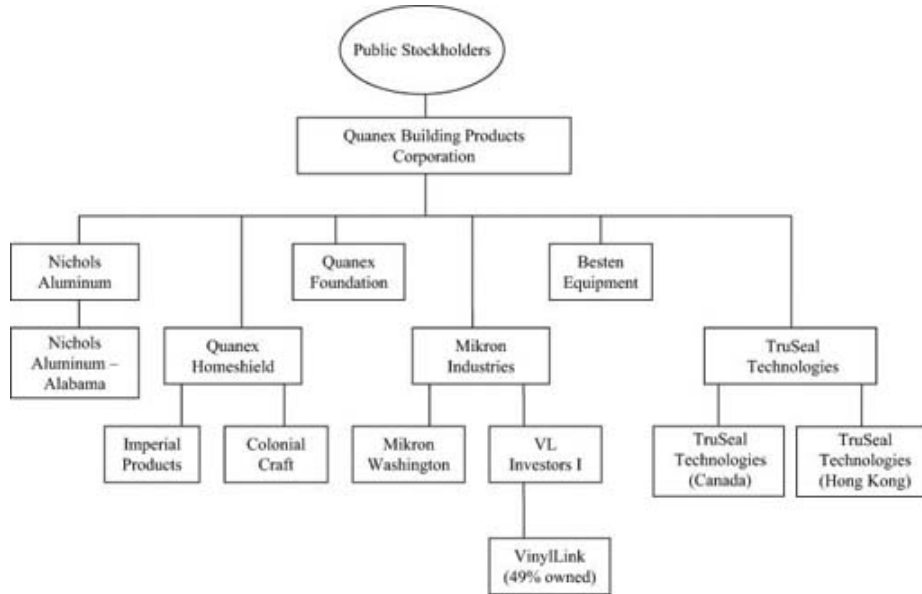 Public Stockholders
Quanex Building Products
Corporation
Nichols
Aluminum
Quanex
Foundation
Besten
Equipment
Nichols
Aluminum –
Alabama
Quanex
Homeshield
Mikron
Industries
TruSeal
Technologies
Imperial
Products
Colonial
Craft
Mikron
Washington
VL
Investors I
TruSeal
Technologies
(Canada)
TruSeal
Technologies
(Hong Kong)
VinylLink
(49% owned)